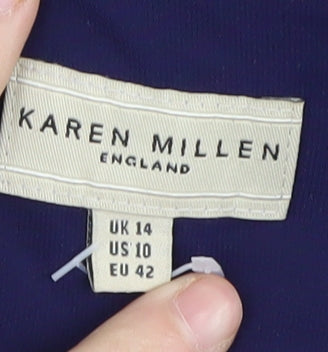 KAREN MILLEN
ENGLAND
UK 14
US 10
EU 42